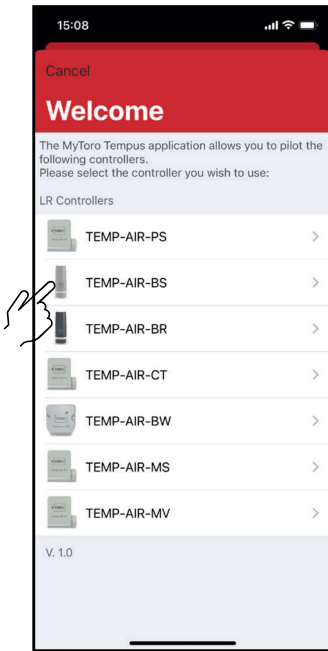 15:08
Cancel
Welcome
The MyToro Tempus application allows you to pilot the
following controllers.
Please select the controller you wish to use:
LR Controllers
TEMP-AIR-PS
TEMP-AIR-BS
TEMP-AIR-BR
TEMP-AIR-CT
TEMP-AIR-BW
TEMP-AIR-MS
TEMP-AIR-MV
V. 1.0